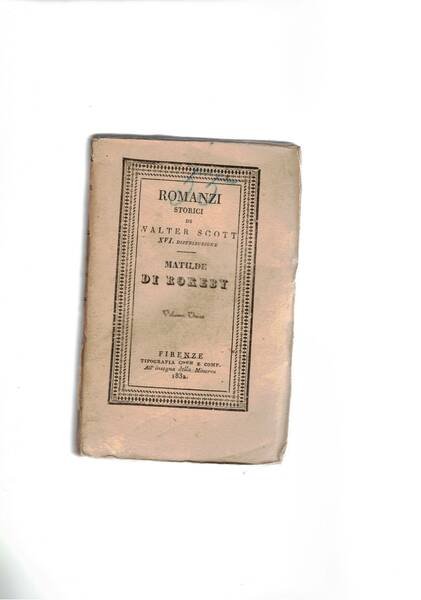 ROMANZI
STORICI
DI
WALTER SCOTT
XVI. DISTRIBUZIONE
MATILDE
DI ROKEBY
Volume Unico
FIRENZE
TIPOGRAFIA COEN E COMP.
All' insegna della Minerva
1832.